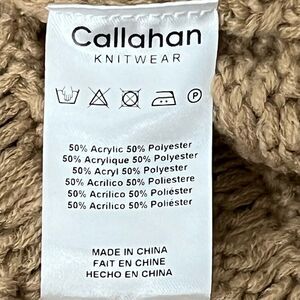 Callahan
KNITWEAR
P
50% Acrylic 50% Polyester
50% Acrylique 50% Polyester
50% Acryl 50% Polyester
50% Acrilico 50% Poliestere
50% Acrilico 50% Poliéster
50% Acrílico 50% Poliéster
MADE IN CHINA
FAIT EN CHINE
HECHO EN CHINA